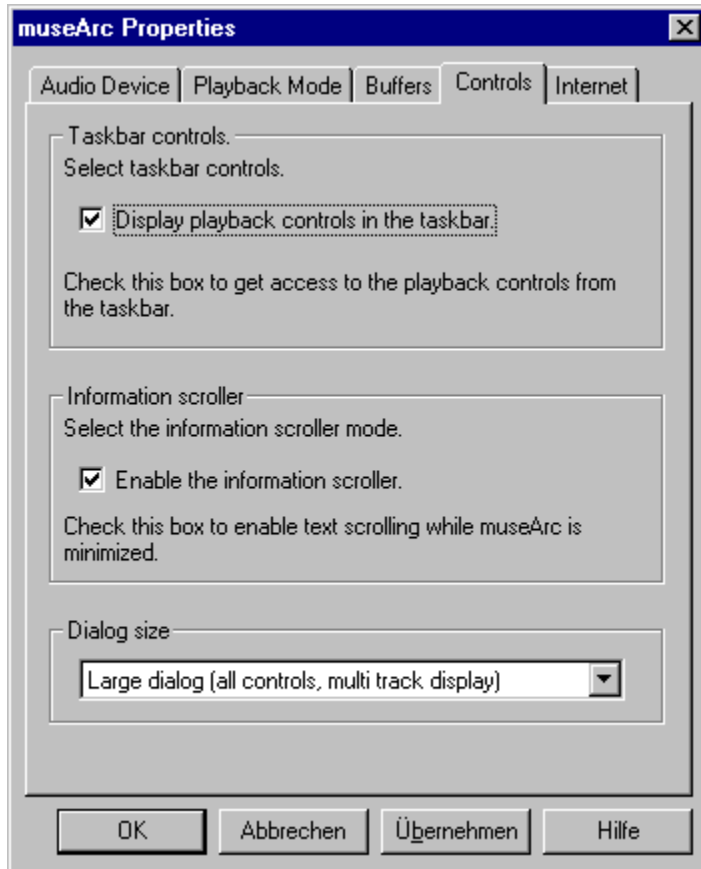 museArc Properties
Audio Device Playback Mode Buffers Controls Internet
Taskbar controls.
Select taskbar controls.
Display playback controls in the taskbar.
Check this box to get access to the playback controls from
the taskbar.
Information scroller
Select the information scroller mode.
Enable the information scroller.
Check this box to enable text scrolling while museArc is
minimized.
Dialog size
Large dialog (all controls, multi track display)
OK Abbrechen Übernehmen Hilfe